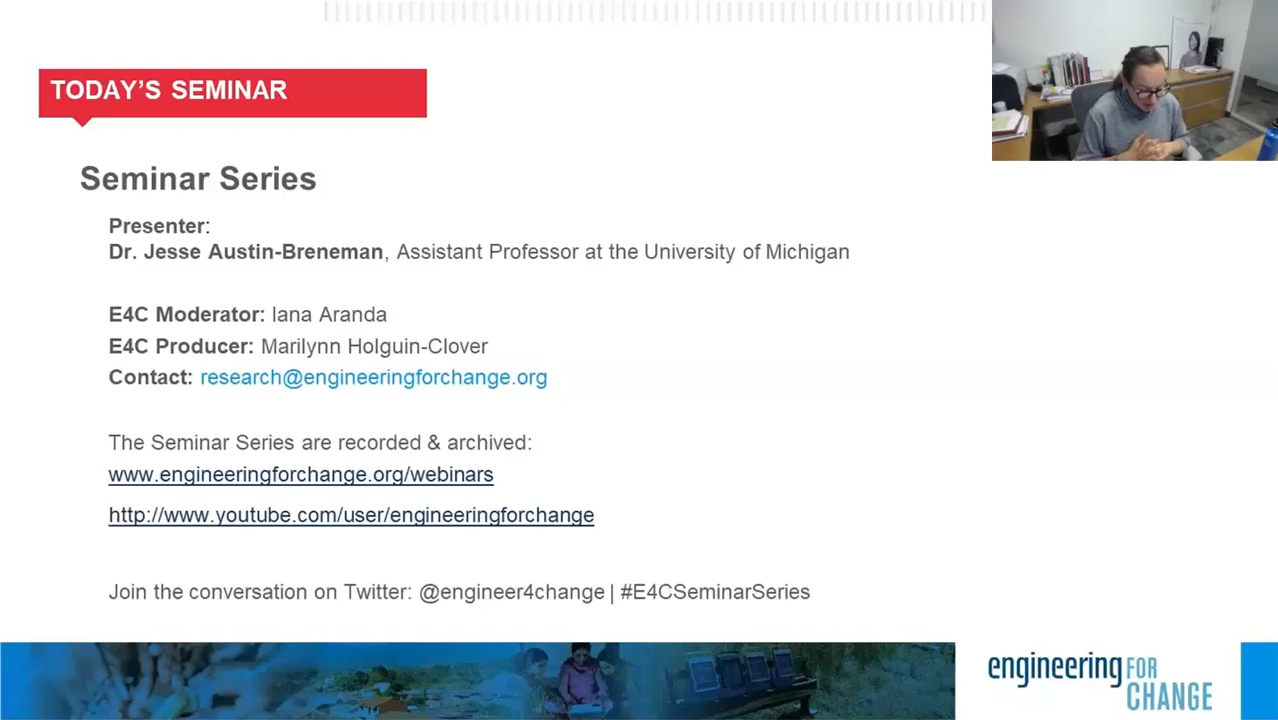 TODAY'S SEMINAR
Seminar Series
Presenter:
Dr. Jesse Austin-Breneman, Assistant Professor at the University of Michigan
E4C Moderator: Iana Aranda
E4C Producer: Marilynn Holguin-Clover
Contact: research@engineeringforchange.org
The Seminar Series are recorded & archived:
www.engineeringforchange.org/webinars
http://www.youtube.com/user/engineeringforchange
Join the conversation on Twitter: @engineer4change | #E4CSeminarSeries
engineering FOR
CHANGE